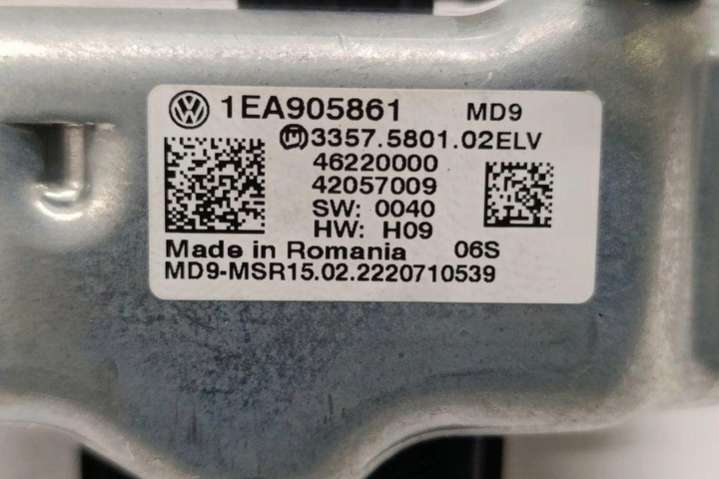 1EA905861 MD9
M 3357.5801.02ELV
46220000
42057009
SW: 0040
HW: H09
Made in Romania 06S
MD9-MSR15.02.2220710539